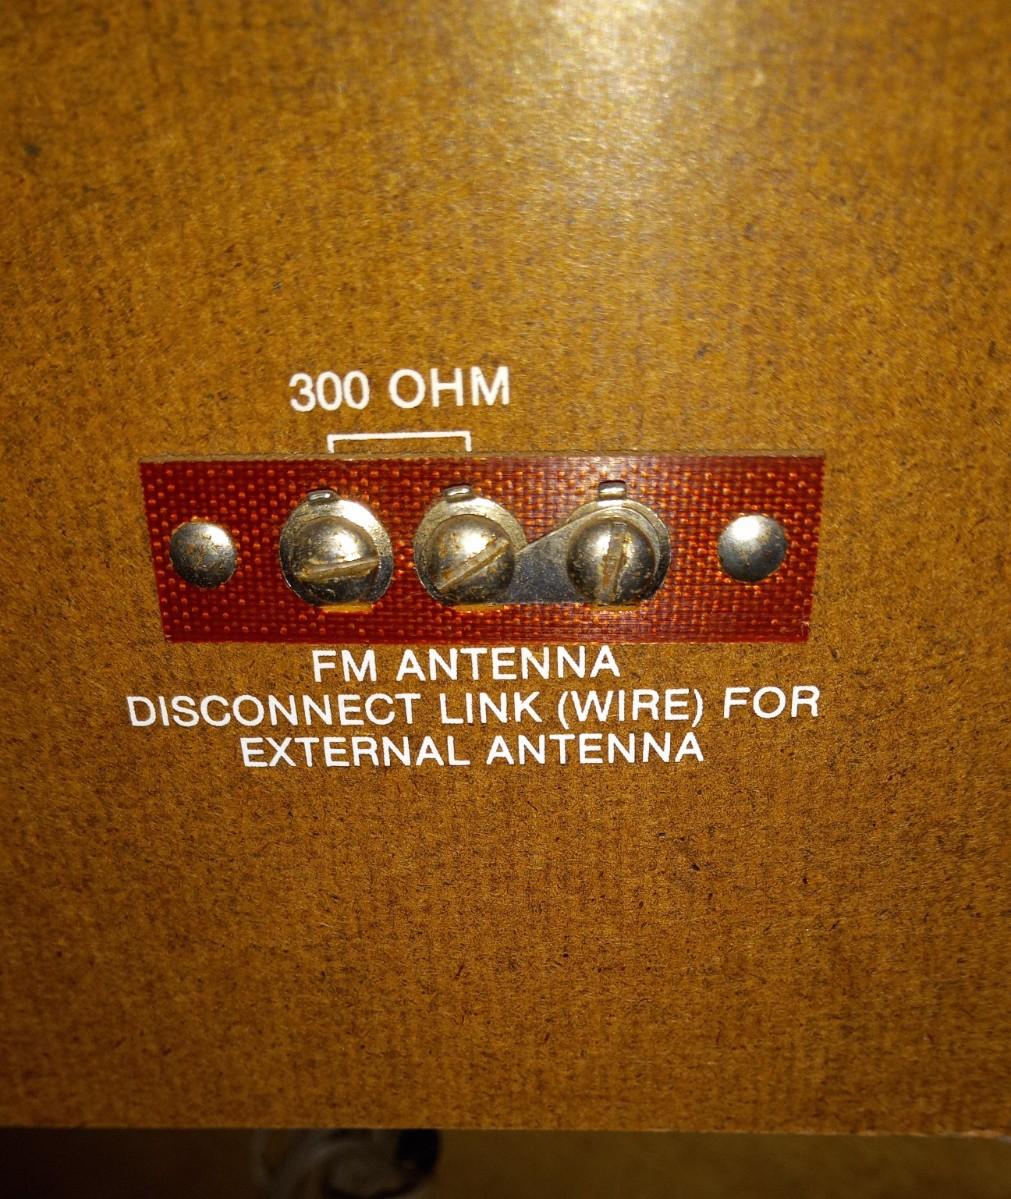 300 OHM
FM ANTENNA
DISCONNECT LINK (WIRE) FOR
EXTERNAL ANTENNA